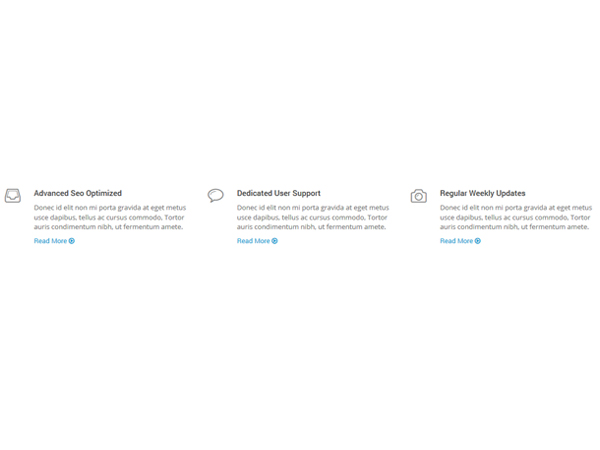 Advanced Seo Optimized
Donec id elit non mi porta gravida at eget metus
usce dapibus, tellus ac cursus commodo, Tortor
auris condimentum nibh, ut fermentum amete.
Read More
Dedicated User Support
Donec id elit non mi porta gravida at eget metus
usce dapibus, tellus ac cursus commodo, Tortor
auris condimentum nibh, ut fermentum amete.
Read More
Regular Weekly Updates
Donec id elit non mi porta gravida at eget metus
usce dapibus, tellus ac cursus commodo, Tortor
auris condimentum nibh, ut fermentum amete.
Read More